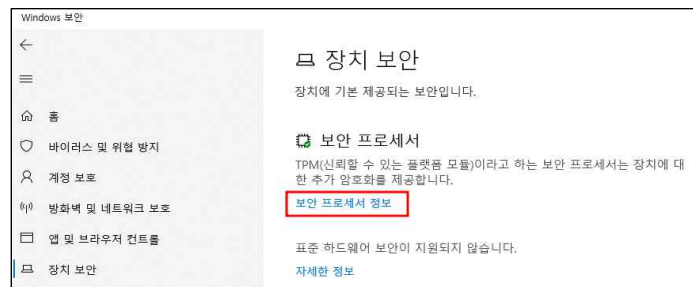 Windows 보안
홈
바이러스 및 위협 방지
계정 보호
방화벽 및 네트워크 보호
앱 및 브라우저 컨트롤
장치 보안
장치 보안
장치에 기본 제공되는 보안입니다.
보안 프로세서
TPM(신뢰할 수 있는 플랫폼 모듈)이라고 하는 보안 프로세서는 장치에 대
한 추가 암호화를 제공합니다.
보안 프로세서 정보
표준 하드웨어 보안이 지원되지 않습니다.
자세한 정보